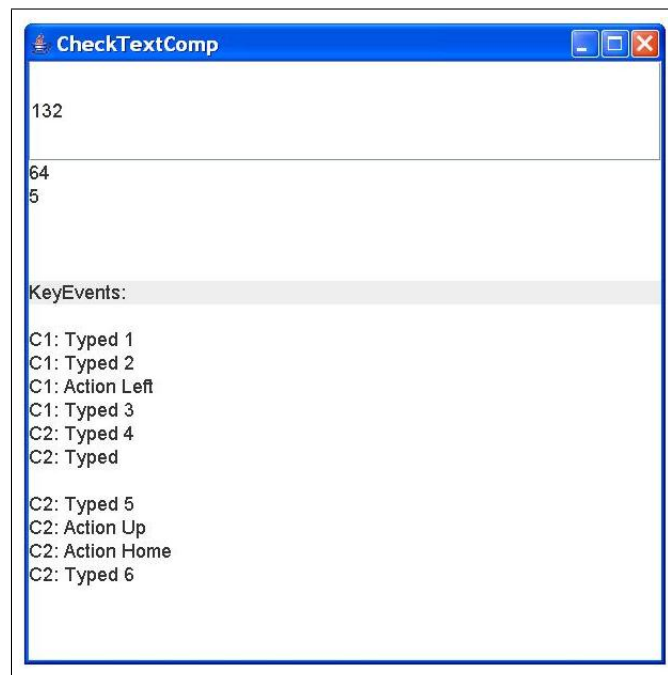 CheckTextComp
132
64
5
KeyEvents:
C1: Typed 1
C1: Typed 2
C1: Action Left
C1: Typed 3
C2: Typed 4
C2: Typed
C2: Typed 5
C2: Action Up
C2: Action Home
C2: Typed 6